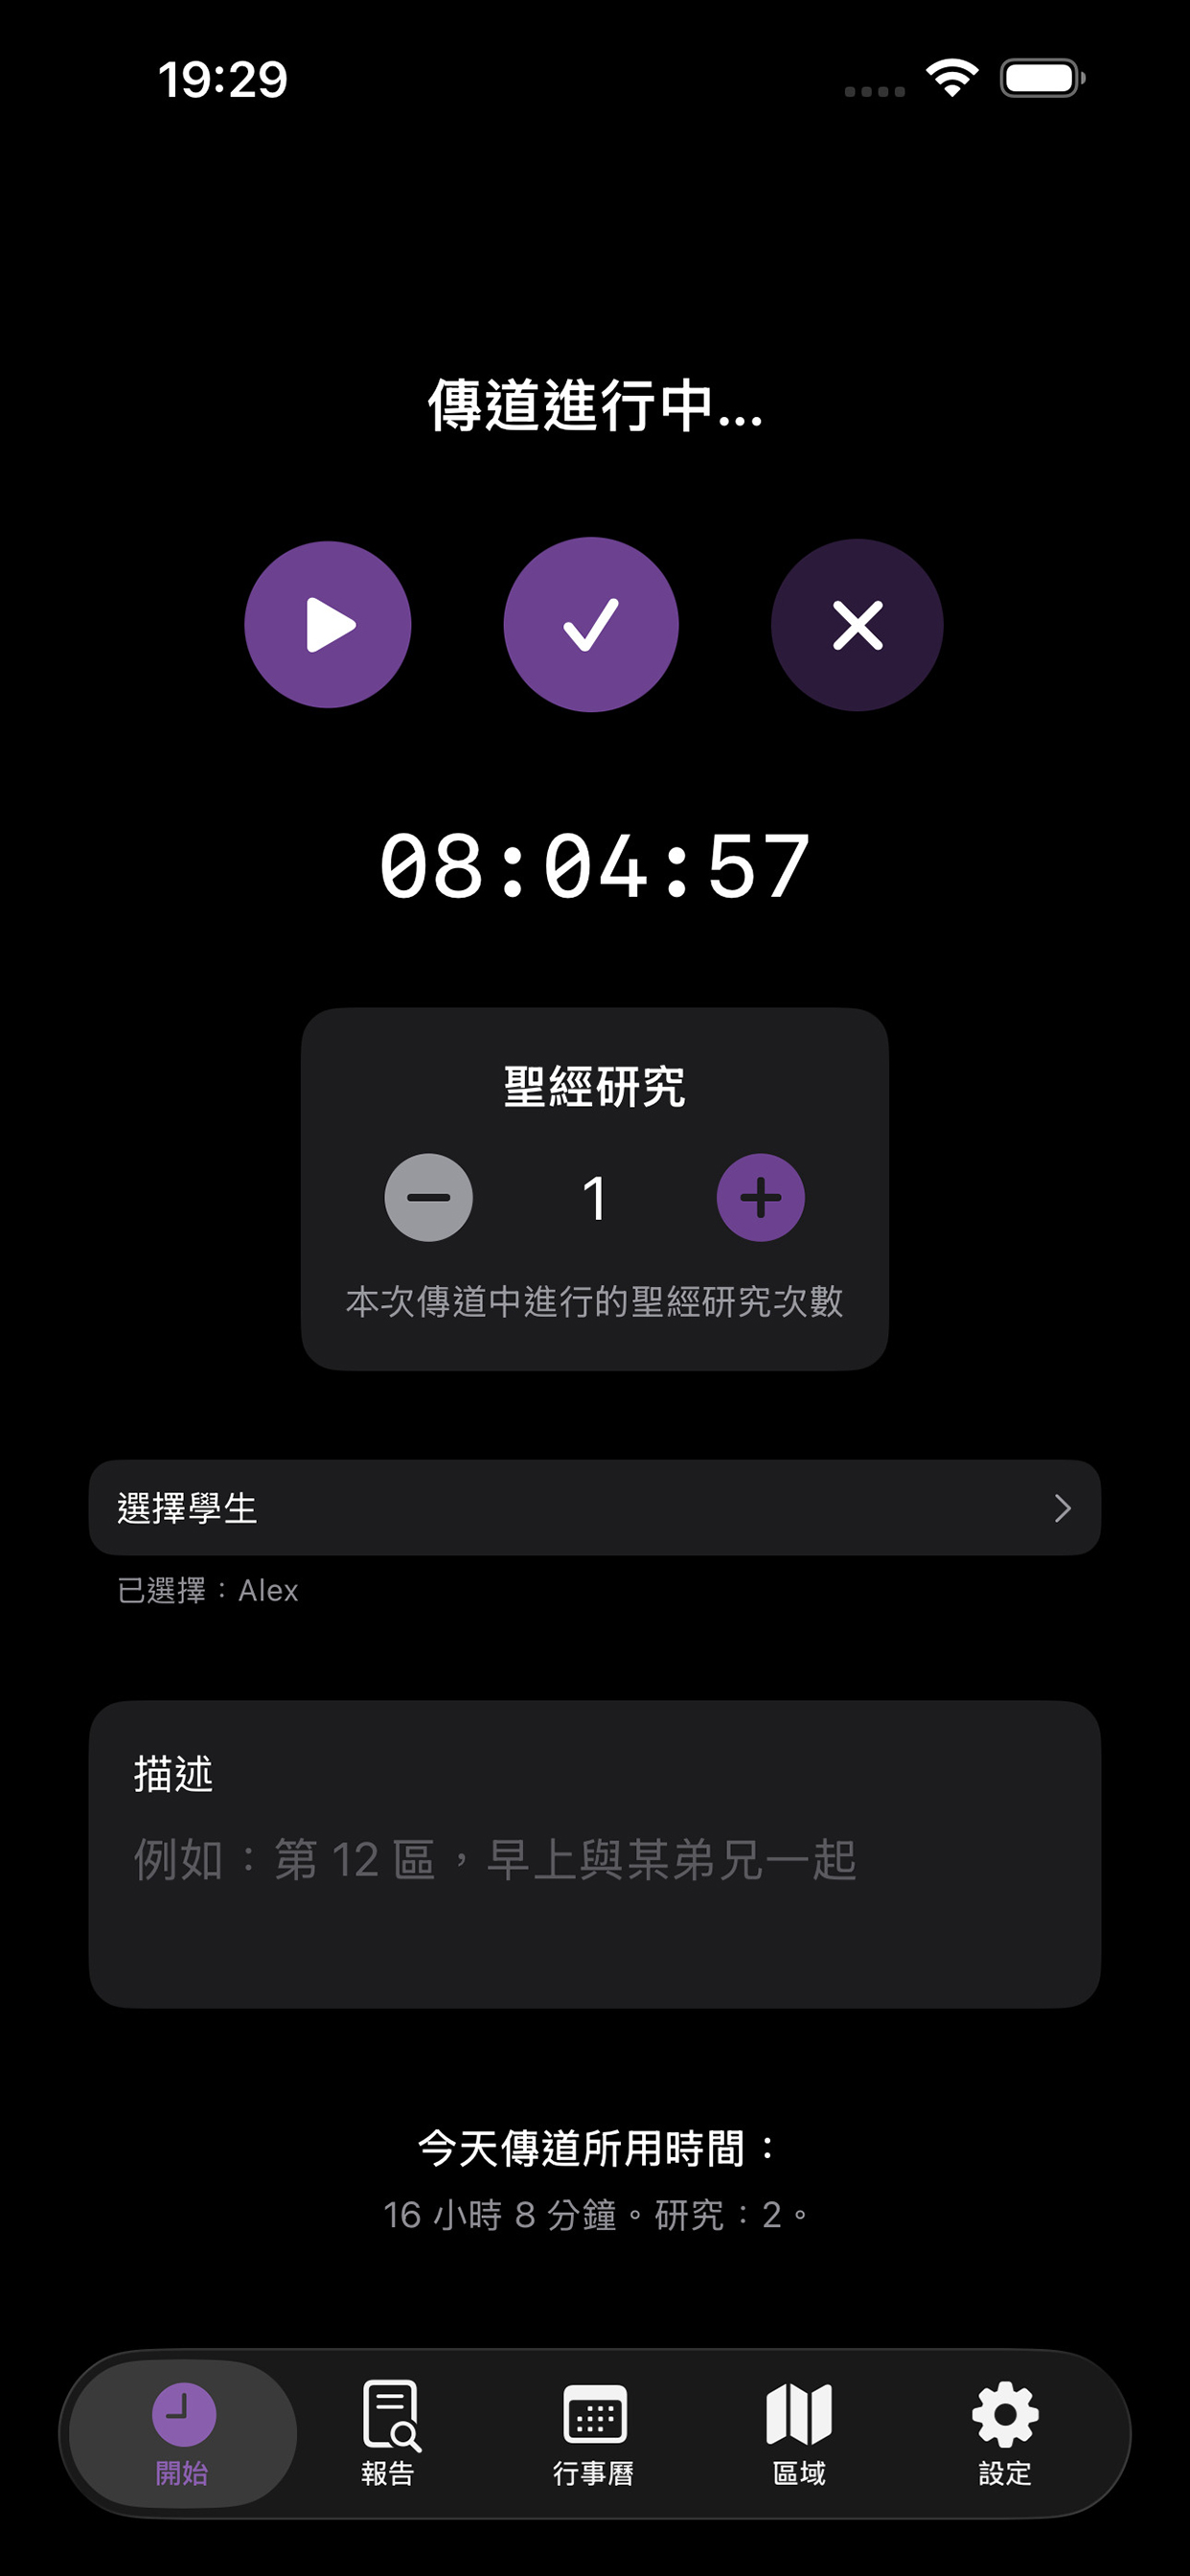 19:29
傳道進行中...
08:04:57
聖經研究
1
本次傳道中進行的聖經研究次數
選擇學生
已選擇：Alex
描述
例如：第 12 區，早上與某弟兄一起
今天傳道所用時間：
16 小時 8 分鐘。研究：2。
開始
報告
行事曆
區域
設定